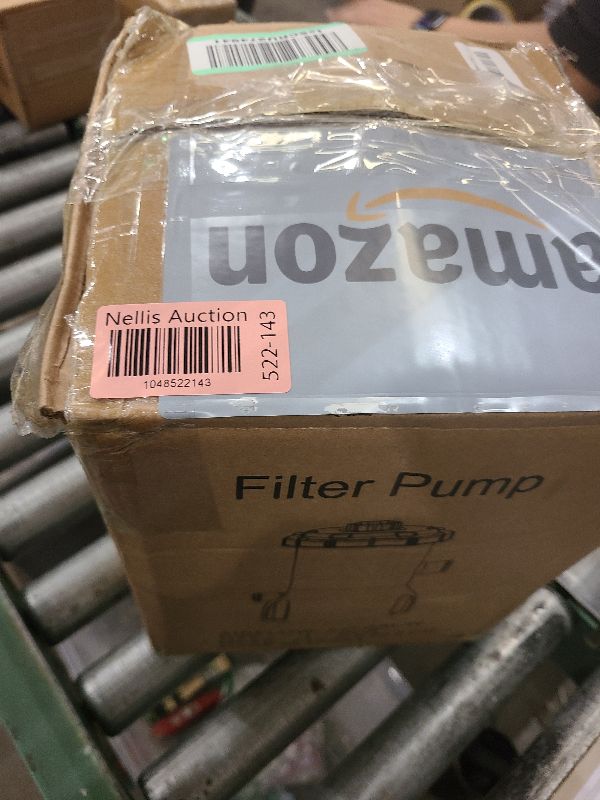 amazon
Nellis Auction
1048522143
522-143
Filter Pump